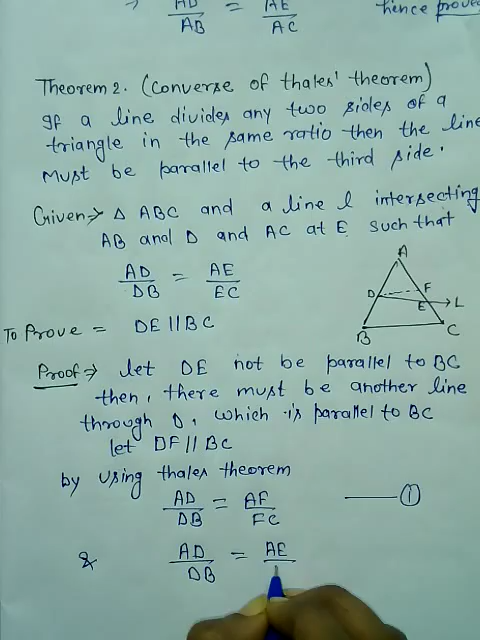 → AD/AB = AE/AC hence proved
Theorem 2. (Converse of thales' theorem)
If a line divides any two sides of a
triangle in the same ratio then the line
must be parallel to the third side.
Given→ Δ ABC and a line l intersecting
AB and D and AC at E such that
AD/DB = AE/EC
A
D F
E L
B C
To Prove = DE || BC
Proof→ let DE not be parallel to BC
then, there must be another line
through D, which is parallel to BC
let DF || BC
by using thales theorem
AD/DB = AF/FC ——①
& AD/DB = AE/